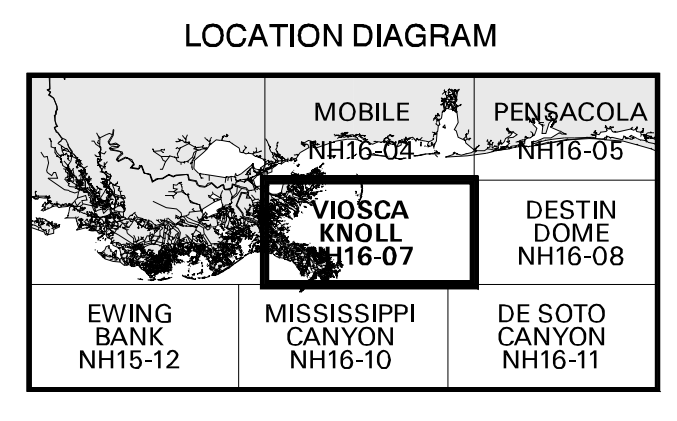 LOCATION DIAGRAM
MOBILE
NH16-04
PENSACOLA
NH16-05
VIOSCA
KNOLL
NH16-07
DESTIN
DOME
NH16-08
EWING
BANK
NH15-12
MISSISSIPPI
CANYON
NH16-10
DE SOTO
CANYON
NH16-11